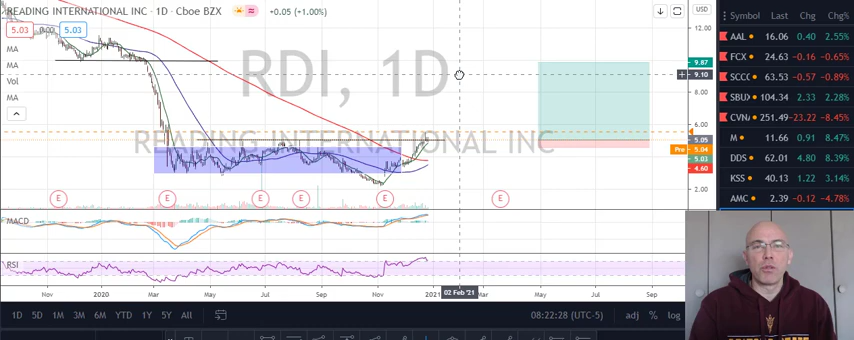 READING INTERNATIONAL INC · 1D · Cboe BZX +0.05 (+1.00%)
5.03 0.00 5.03
MA
MA
Vol
MA
RDI, 1D
READING INTERNATIONAL INC
USD
12.00
9.87
9.10
8.00
6.00
5.05
Pre 5.04
5.03
4.60
2.00
E E E E E E
MACD
RSI
Nov 2020 Mar May Jul Sep Nov 2021 02 Feb '21 Mar May Jul Sep
1D 5D 1M 3M 6M YTD 1Y 5Y All 08:22:28 (UTC-5) adj % log
Symbol Last Chg Chg%
AAL 16.06 0.40 2.55%
FCX 24.63 -0.16 -0.65%
SCCO 63.53 -0.57 -0.89%
SBUX 104.34 2.33 2.28%
CVNA 251.49 -23.22 -8.45%
M 11.66 0.91 8.47%
DDS 62.01 4.80 8.39%
KSS 40.13 1.22 3.14%
AMC 2.39 -0.12 -4.78%